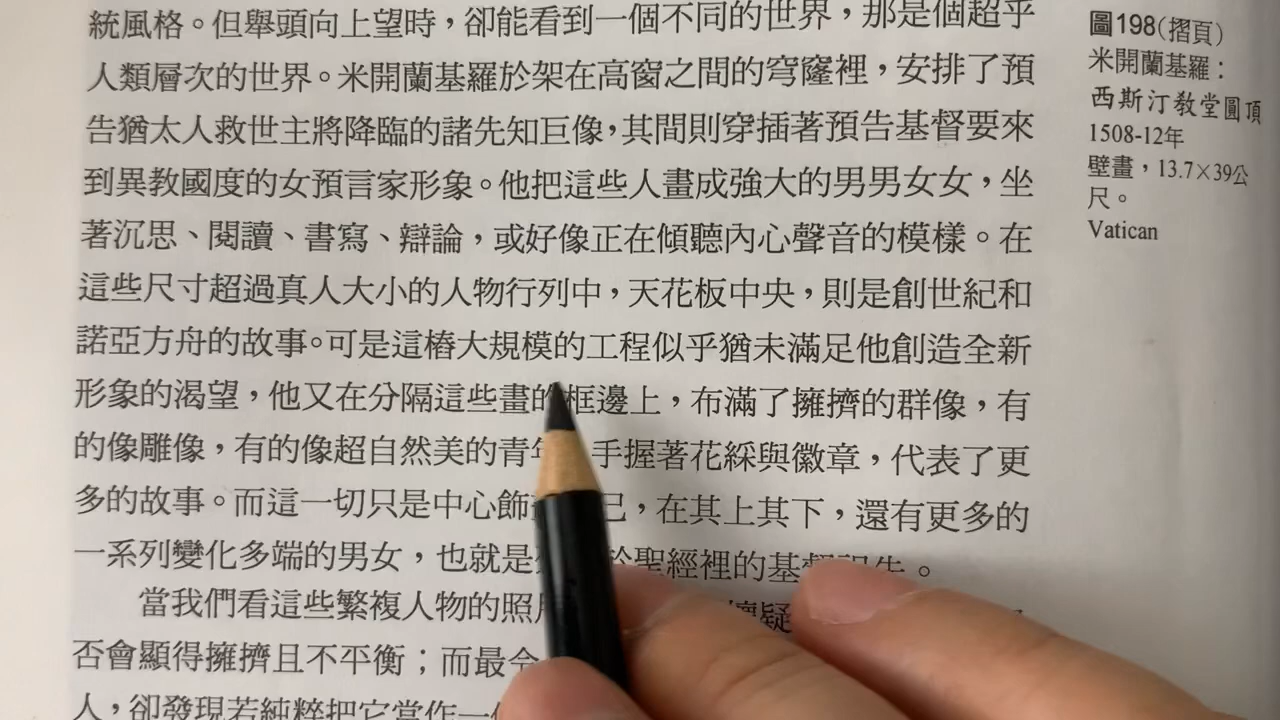 統風格。但舉頭向上望時，卻能看到一個不同的世界，那是個超乎
人類層次的世界。米開蘭基羅於架在高窗之間的穹窿裡，安排了預
告猶太人救世主將降臨的諸先知巨像，其間則穿插著預告基督要來
到異教國度的女預言家形象。他把這些人畫成強大的男男女女，坐
著沉思、閱讀、書寫、辯論，或好像正在傾聽內心聲音的模樣。在
這些尺寸超過真人大小的人物行列中，天花板中央，則是創世紀和
諾亞方舟的故事。可是這樁大規模的工程似乎猶未滿足他創造全新
形象的渴望，他又在分隔這些畫的框邊上，布滿了擁擠的群像，有
的像雕像，有的像超自然美的青年 手握著花綵與徽章，代表了更
多的故事。而這一切只是中心飾 已，在其上其下，還有更多的
一系列變化多端的男女，也就是 於聖經裡的基督
當我們看這些繁複人物的照 懷疑
否會顯得擁擠且不平衡；而最令
人，卻發現若純粹把它當作一
圖198(摺頁)
米開蘭基羅：
西斯汀教堂圓頂
1508-12年
壁畫，13.7×39公
尺。
Vatican